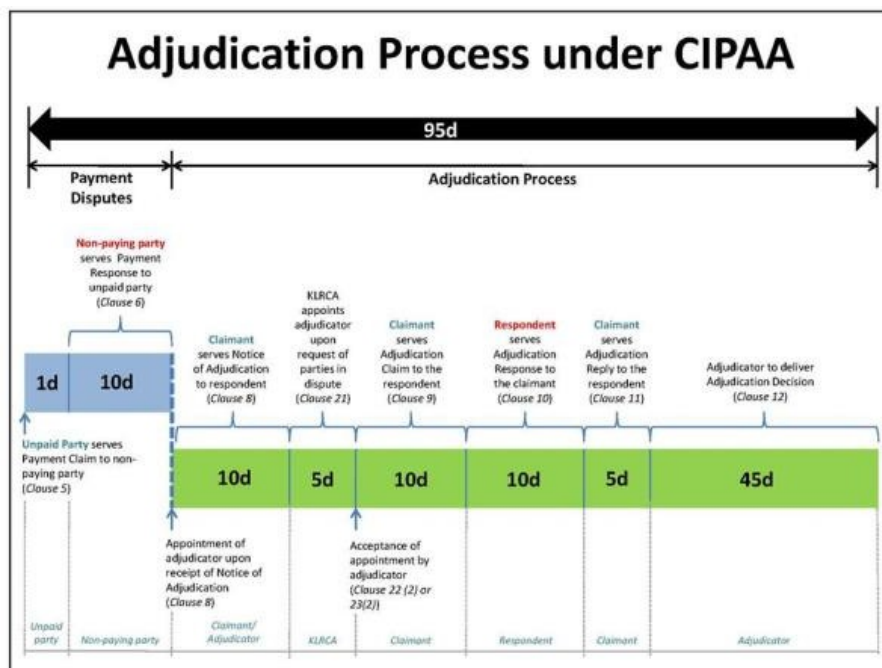 Adjudication Process under CIPAA
95d
Payment
Disputes
Adjudication Process
Non-paying party
serves Payment
Response to
unpaid party
(Clause 6)
Claimant
serves Notice
of Adjudication
to respondent
(Clause 8)
KLRCA
appoints
adjudicator
upon
request of
parties in
dispute
(Clause 21)
Claimant
serves
Adjudication
Claim to the
respondent
(Clause 9)
Respondent
serves
Adjudication
Response to
the claimant
(Clause 10)
Claimant
serves
Adjudication
Reply to the
respondent
(Clause 11)
Adjudicator to deliver
Adjudication Decision
(Clause 12)
1d
10d
Unpaid Party serves
Payment Claim to non-
paying party
(Clause 5)
10d
5d
10d
10d
5d
45d
Appointment of
adjudicator upon
receipt of Notice of
Adjudication
(Clause 8)
Acceptance of
appointment by
adjudicator
(Clause 22 (2) or
23(2))
Unpaid
party
Non-paying party
Claimant/
Adjudicator
KLRCA
Claimant
Respondent
Claimant
Adjudicator